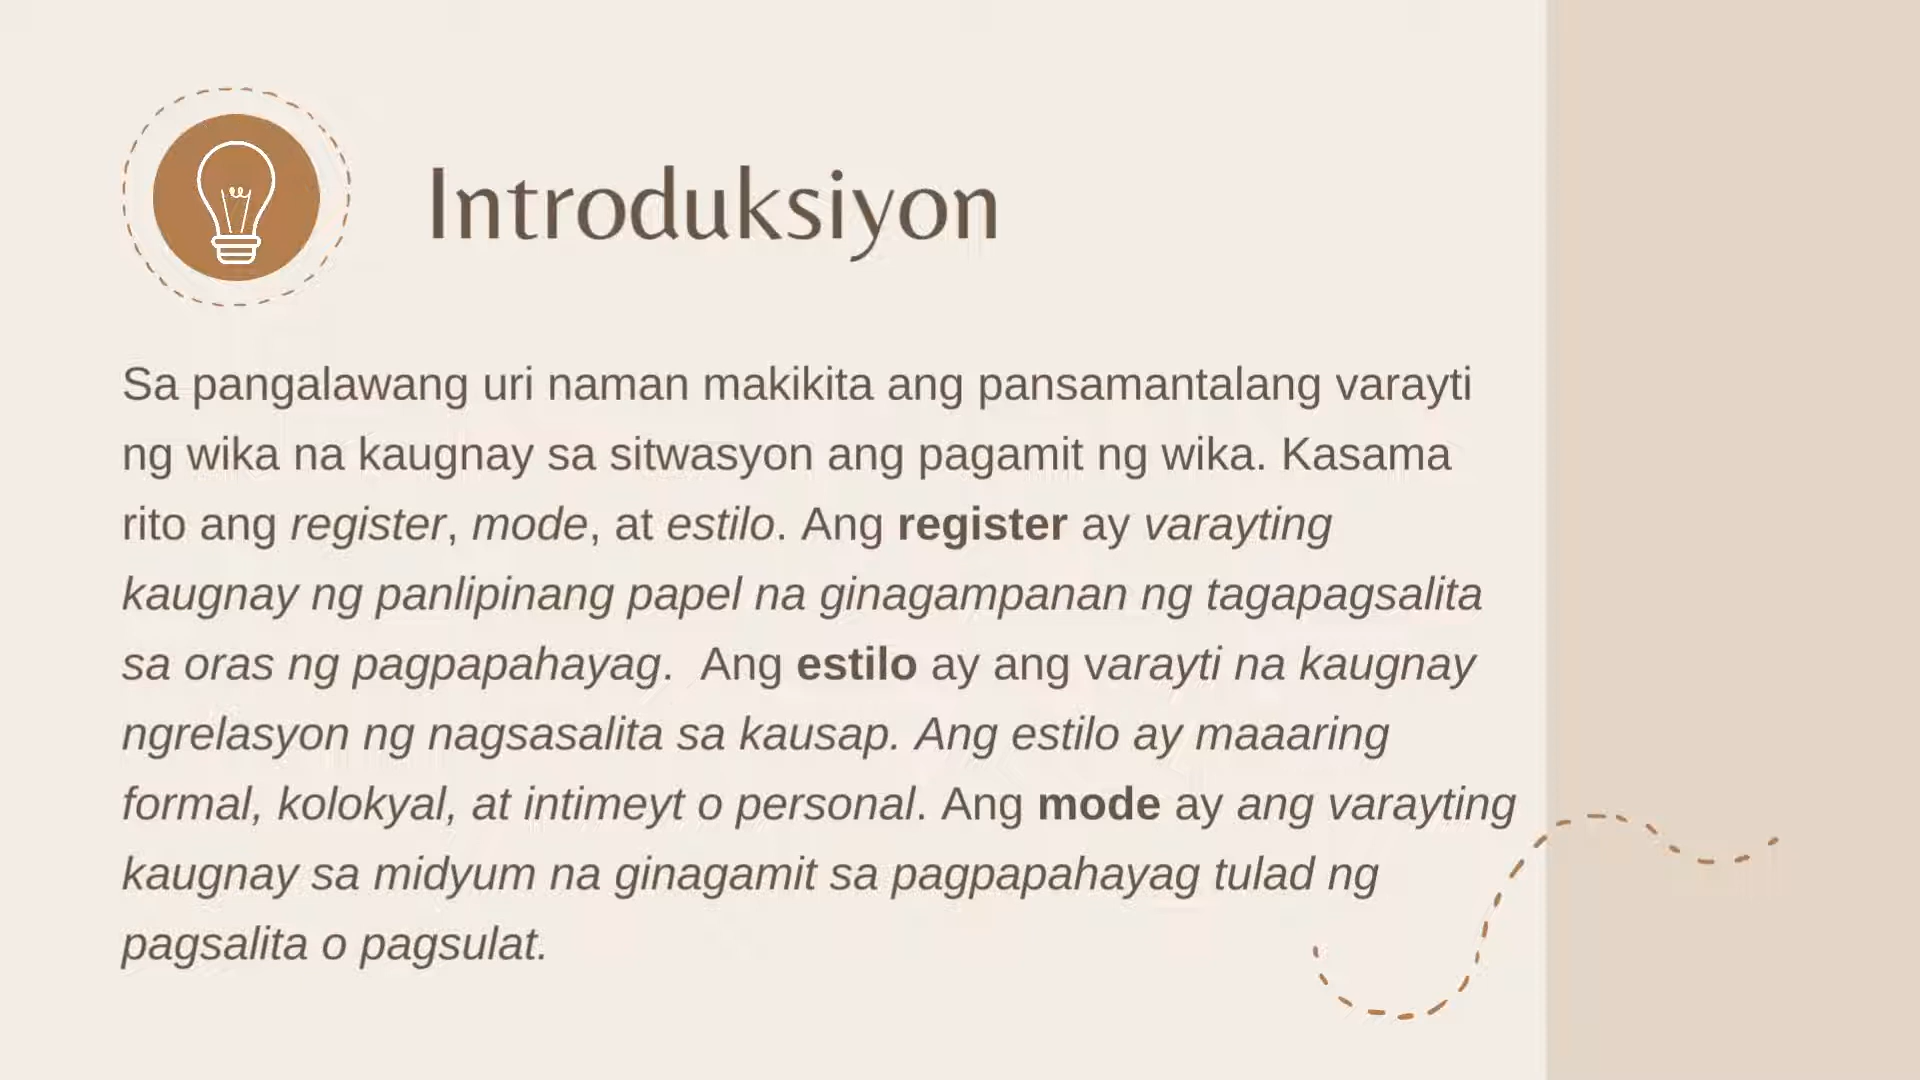 Introduksiyon
Sa pangalawang uri naman makikita ang pansamantalang varayti
ng wika na kaugnay sa sitwasyon ang pagamit ng wika. Kasama
rito ang register, mode, at estilo. Ang register ay varayting
kaugnay ng panlipinang papel na ginagampanan ng tagapagsalita
sa oras ng pagpapahayag.  Ang estilo ay ang varayti na kaugnay
ngrelasyon ng nagsasalita sa kausap. Ang estilo ay maaaring
formal, kolokyal, at intimeyt o personal. Ang mode ay ang varayting
kaugnay sa midyum na ginagamit sa pagpapahayag tulad ng
pagsalita o pagsulat.